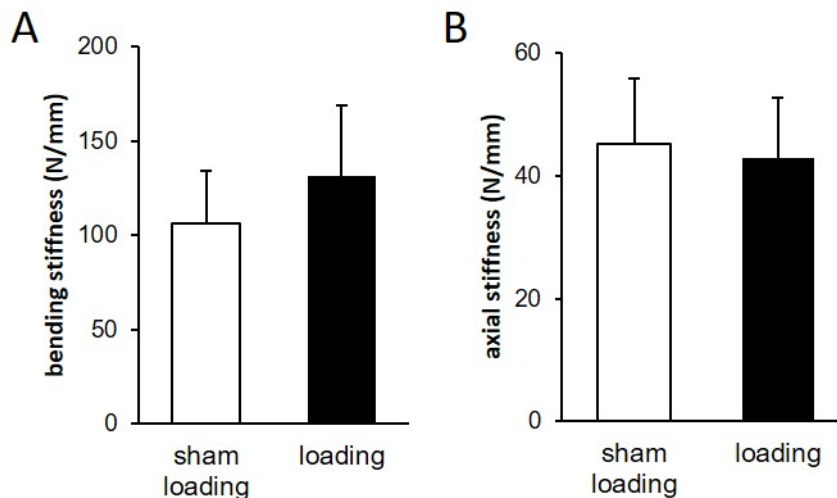 A
bending stiffness (N/mm)
200
150
100
50
0
sham
loading
loading
B
axial stiffness (N/mm)
60
40
20
0
sham
loading
loading